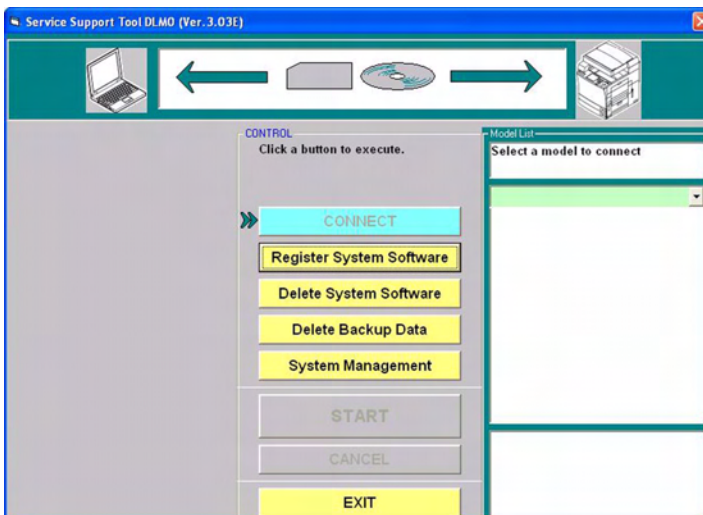 Service Support Tool DLM0 (Ver.3.03E)
CONTROL
Click a button to execute.
CONNECT
Register System Software
Delete System Software
Delete Backup Data
System Management
START
CANCEL
EXIT
Model List
Select a model to connect